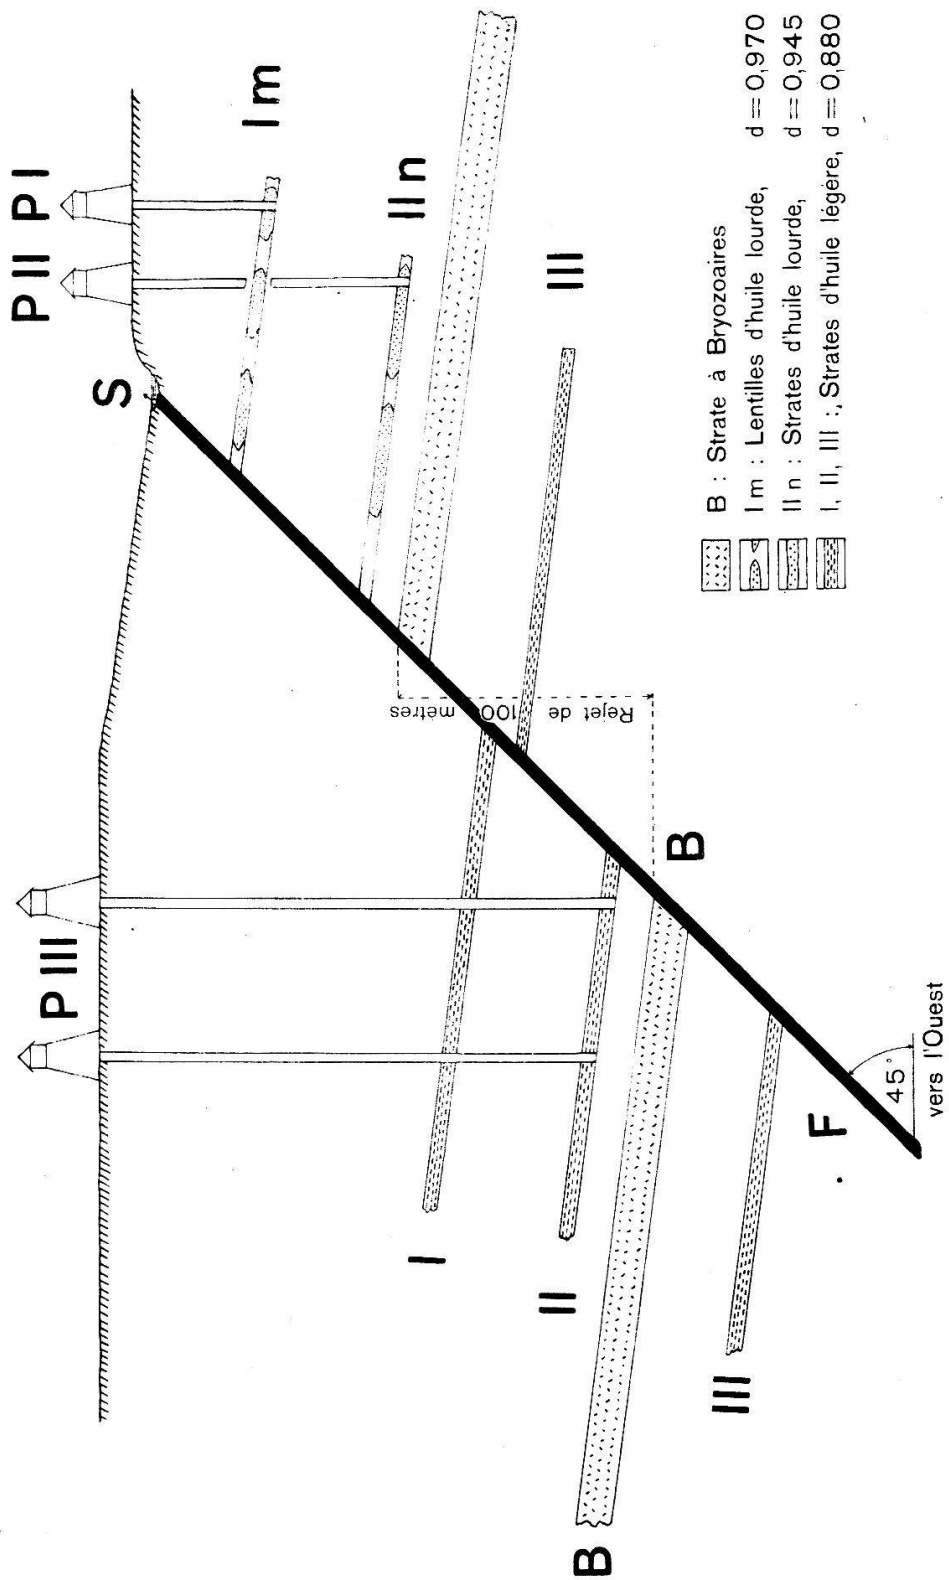 P III
P II
P I
S
I m
II n
III
I
II
III
B
B
F
Rejet de 100 mètres
45°
vers l'Ouest
B : Strate à Bryozoaires
I m : Lentilles d'huile lourde, d = 0,970
II n : Strates d'huile lourde, d = 0,945
I, II, III :, Strates d'huile légère, d = 0,880